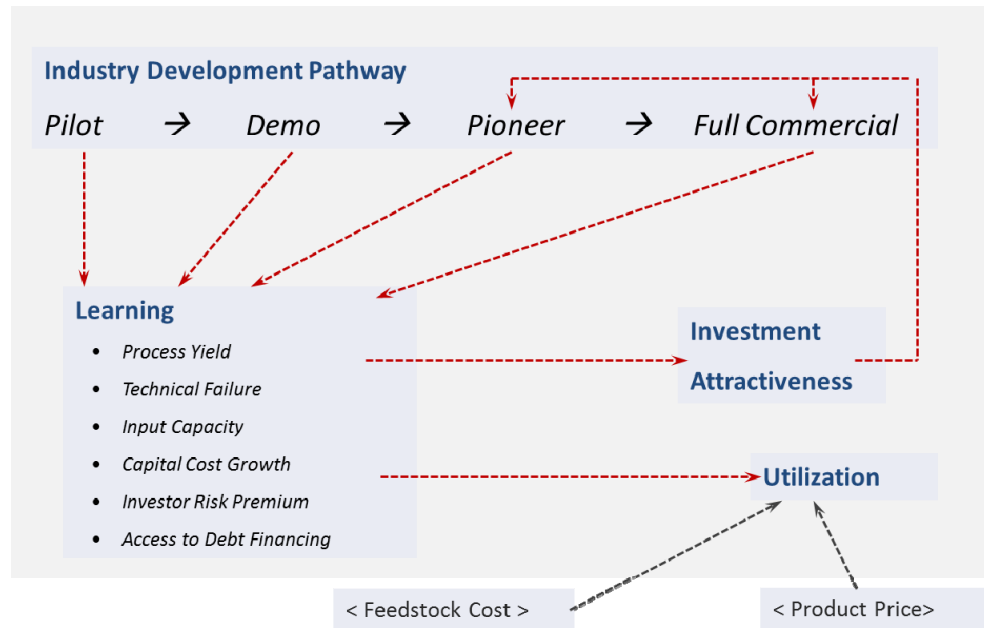 Industry Development Pathway
Pilot → Demo → Pioneer → Full Commercial
Learning
• Process Yield
• Technical Failure
• Input Capacity
• Capital Cost Growth
• Investor Risk Premium
• Access to Debt Financing
Investment
Attractiveness
Utilization
< Feedstock Cost >
< Product Price>